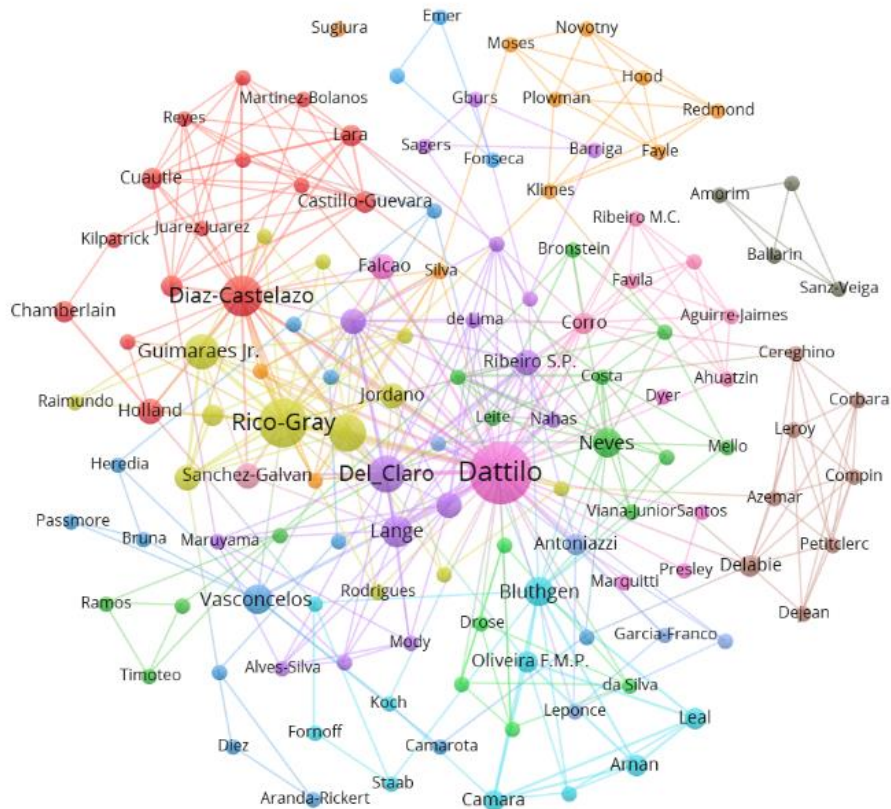 Emer
Sugiura
Novotny
Moses
Hood
Martinez-Bolanos
Gburs
Plowman
Redmond
Reyes
Lara
Sagers
Barriga
Fayle
Fonseca
Cuautle
Klimes
Amorim
Castillo-Guevara
Ribeiro M.C.
Juarez-Juarez
Kilpatrick
Bronstein
Ballarin
Falcao
Silva
Favila
Sanz-Veiga
Diaz-Castelazo
Chamberlain
de Lima
Corro
Aguirre-Jaimes
Guimaraes Jr.
Cereghino
Ribeiro S.P.
Costa
Ahuatzin
Raimundo
Jordano
Dyer
Corbara
Holland
Leite
Nahas
Rico-Gray
Leroy
Neves
Mello
Heredia
Sanchez-Galvan
Del_Claro
Dattilo
Compin
Azemar
Passmore
Viana-Junior
Santos
Bruna
Maruyama
Lange
Antoniazzi
Petitclerc
Delabie
Presley
Marquitti
Rodrigues
Bluthgen
Vasconcelos
Ramos
Dejean
Drose
Garcia-Franco
Mody
Oliveira F.M.P.
Timoteo
Alves-Silva
da Silva
Koch
Leponce
Leal
Fornoff
Diez
Camarota
Arnan
Staab
Aranda-Rickert
Camara